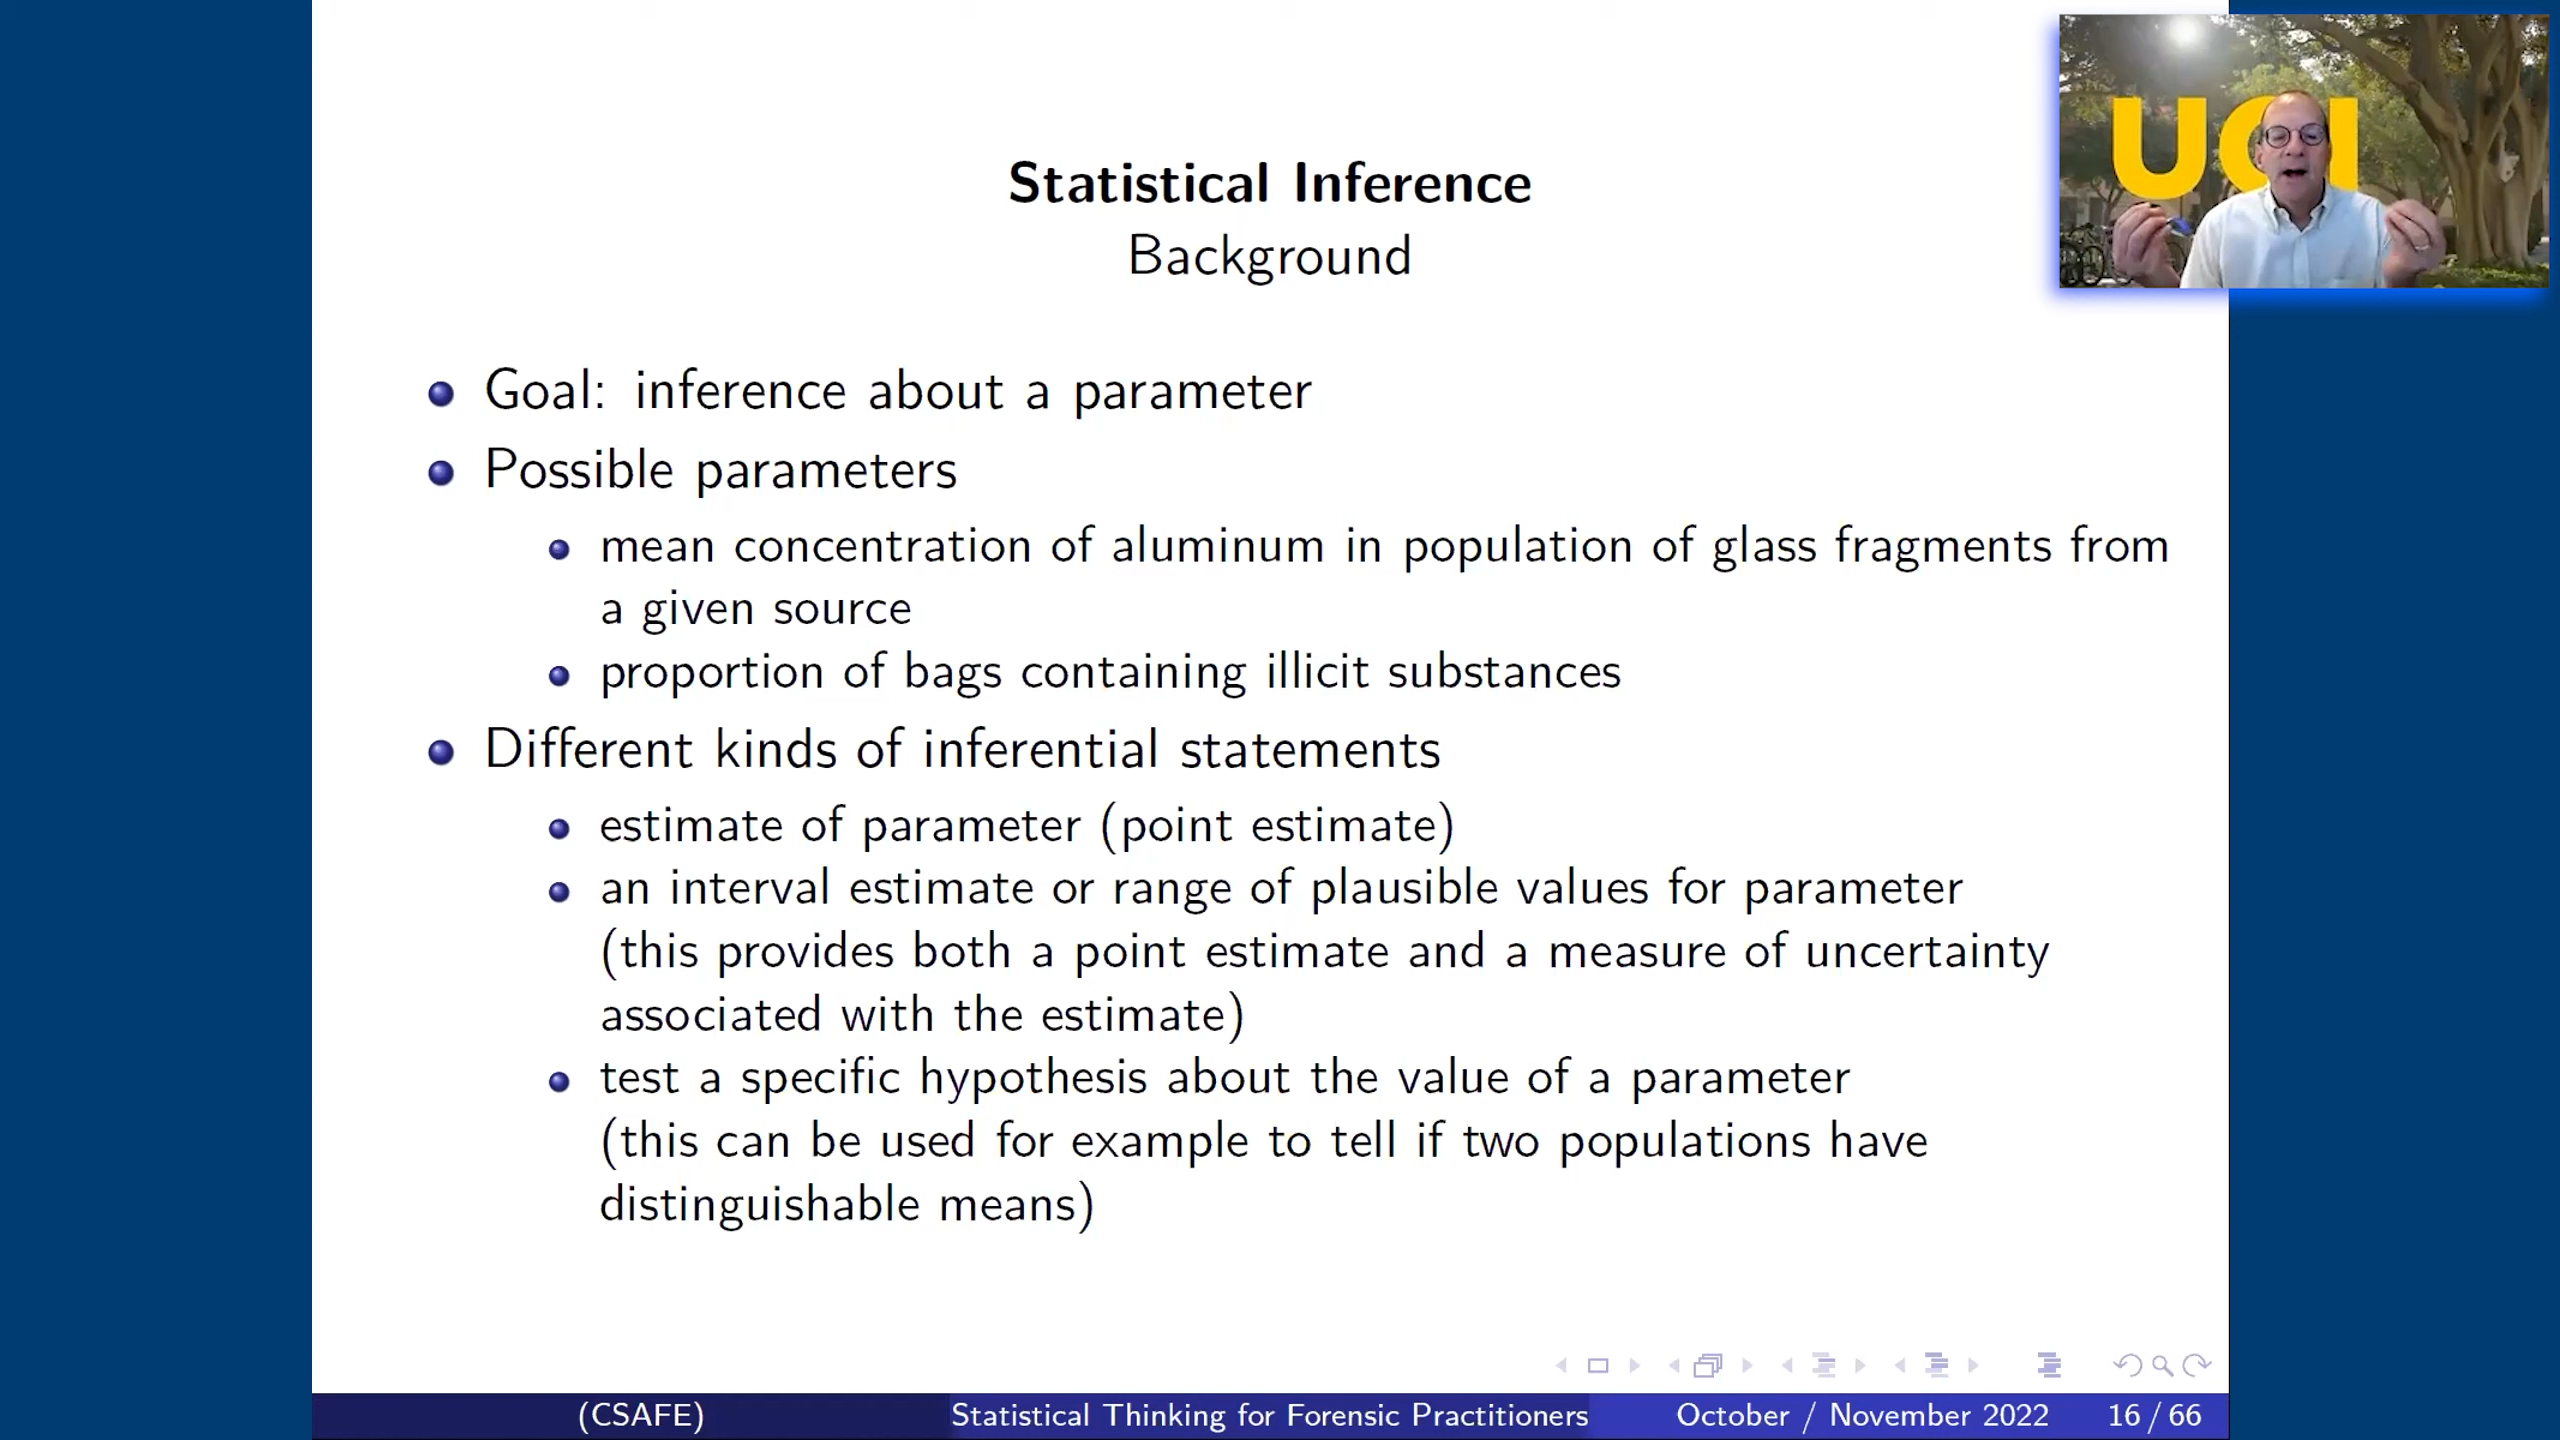 UCI
Statistical Inference
Background
Goal: inference about a parameter
Possible parameters
mean concentration of aluminum in population of glass fragments from
a given source
proportion of bags containing illicit substances
Different kinds of inferential statements
estimate of parameter (point estimate)
an interval estimate or range of plausible values for parameter
(this provides both a point estimate and a measure of uncertainty
associated with the estimate)
test a specific hypothesis about the value of a parameter
(this can be used for example to tell if two populations have
distinguishable means)
(CSAFE) Statistical Thinking for Forensic Practitioners October / November 2022 16 / 66